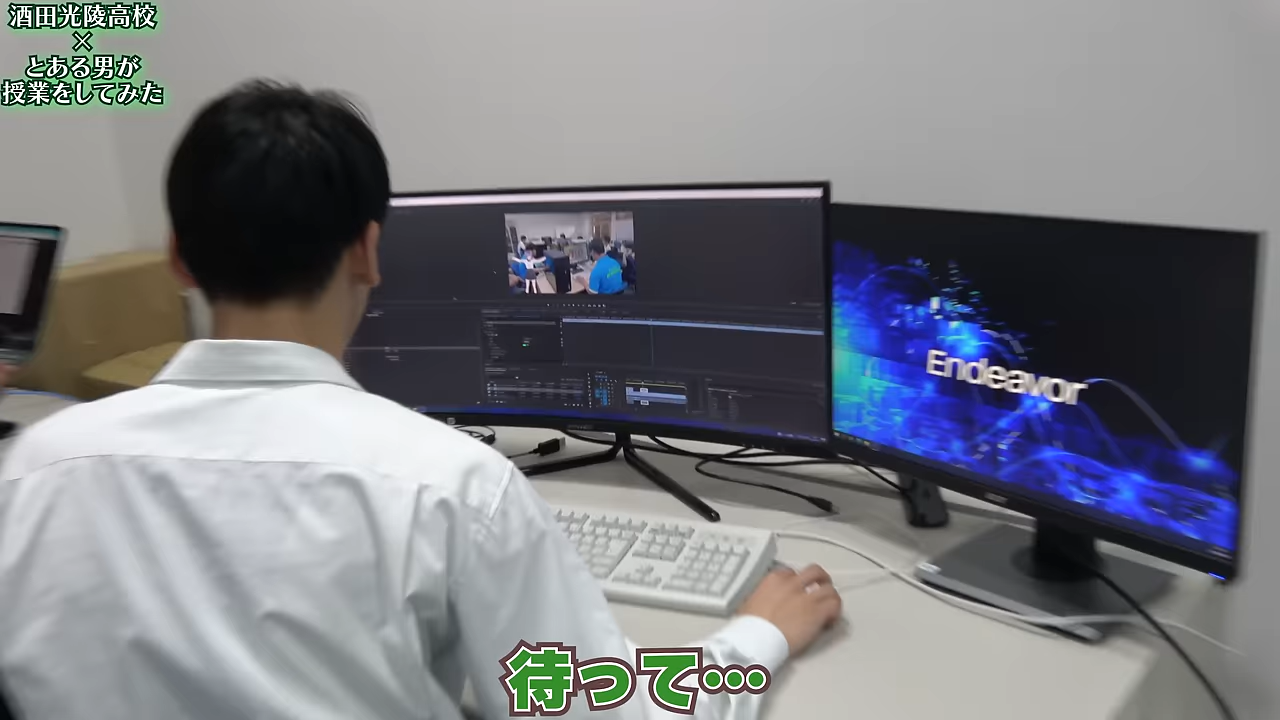 酒田光陵高校
×
とある男が
授業をしてみた
Endeavor
待って…